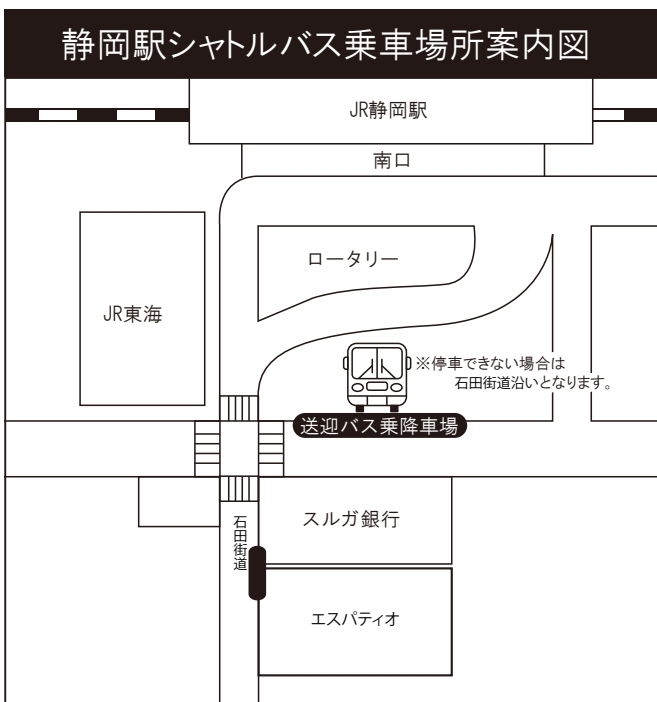 静岡駅シャトルバス乗車場所案内図
JR静岡駅
南口
ロータリー
JR東海
※停車できない場合は
石田街道沿いとなります。
送迎バス乗降車場
スルガ銀行
石田街道
エスパティオ